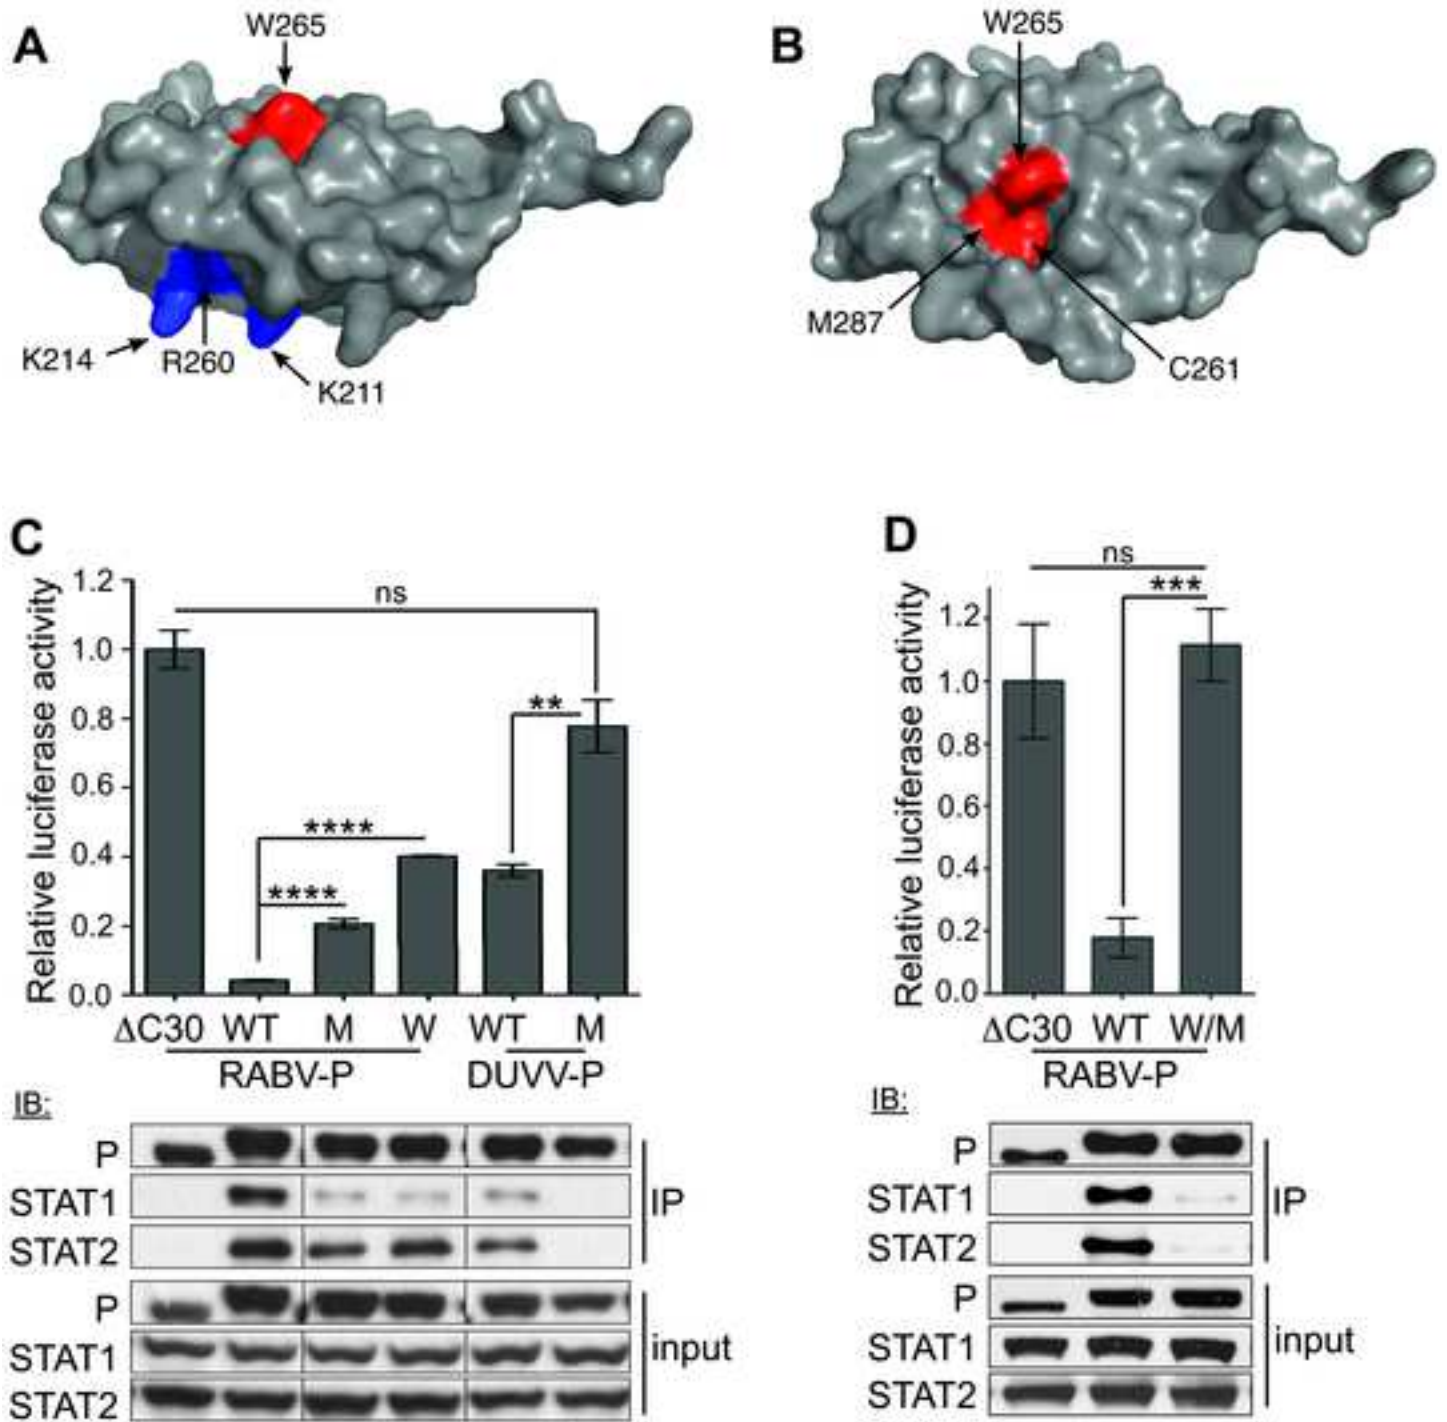 A
W265
K214
R260
K211
B
W265
M287
C261
C
Relative luciferase activity
1.2
1.0
0.8
0.6
0.4
0.2
0.0
ns
**
****
****
ΔC30 WT M W WT M
RABV-P DUVV-P
IB:
P
STAT1
STAT2
IP
P
STAT1
STAT2
input
D
Relative luciferase activity
1.2
1.0
0.8
0.6
0.4
0.2
0.0
ns
***
ΔC30 WT W/M
RABV-P
IB:
P
STAT1
STAT2
IP
P
STAT1
STAT2
input